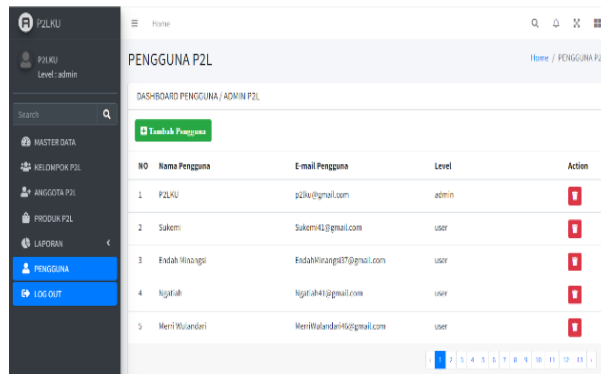 P2LKU
Home
P2LKU
Level : admin
PENGGUNA P2L
Home / PENGGUNA P2
DASHBOARD PENGGUNA / ADMIN P2L
Search
Tambah Pengguna
MASTER DATA
KELOMPOK P2L
ANGGOTA P2L
PRODUK P2L
LAPORAN
PENGGUNA
LOG OUT
NO Nama Pengguna E-mail Pengguna Level Action
1 P2LKU p2lku@gmail.com admin
2 Sukemi Sukemi41@gmail.com user
3 Endah Minangsi EndahMinangsi37@gmail.com user
4 Ngatiah Ngatiah41@gmail.com user
5 Merri Wulandari MerriWulandari46@gmail.com user
‹ 1 2 3 4 5 6 7 8 9 10 11 12 13 ›